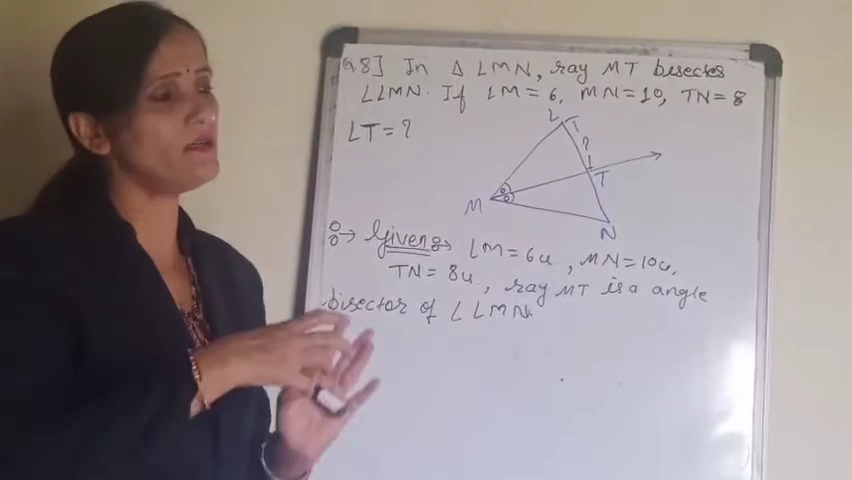 Q8] In Δ LMN, ray MT bisects
∠LMN. If LM = 6, MN = 10, TN = 8
LT = ?
L
T
?
T
M
N
Given LM = 6u, MN = 10u,
TN = 8u, ray MT is a angle
bisector of ∠LMN